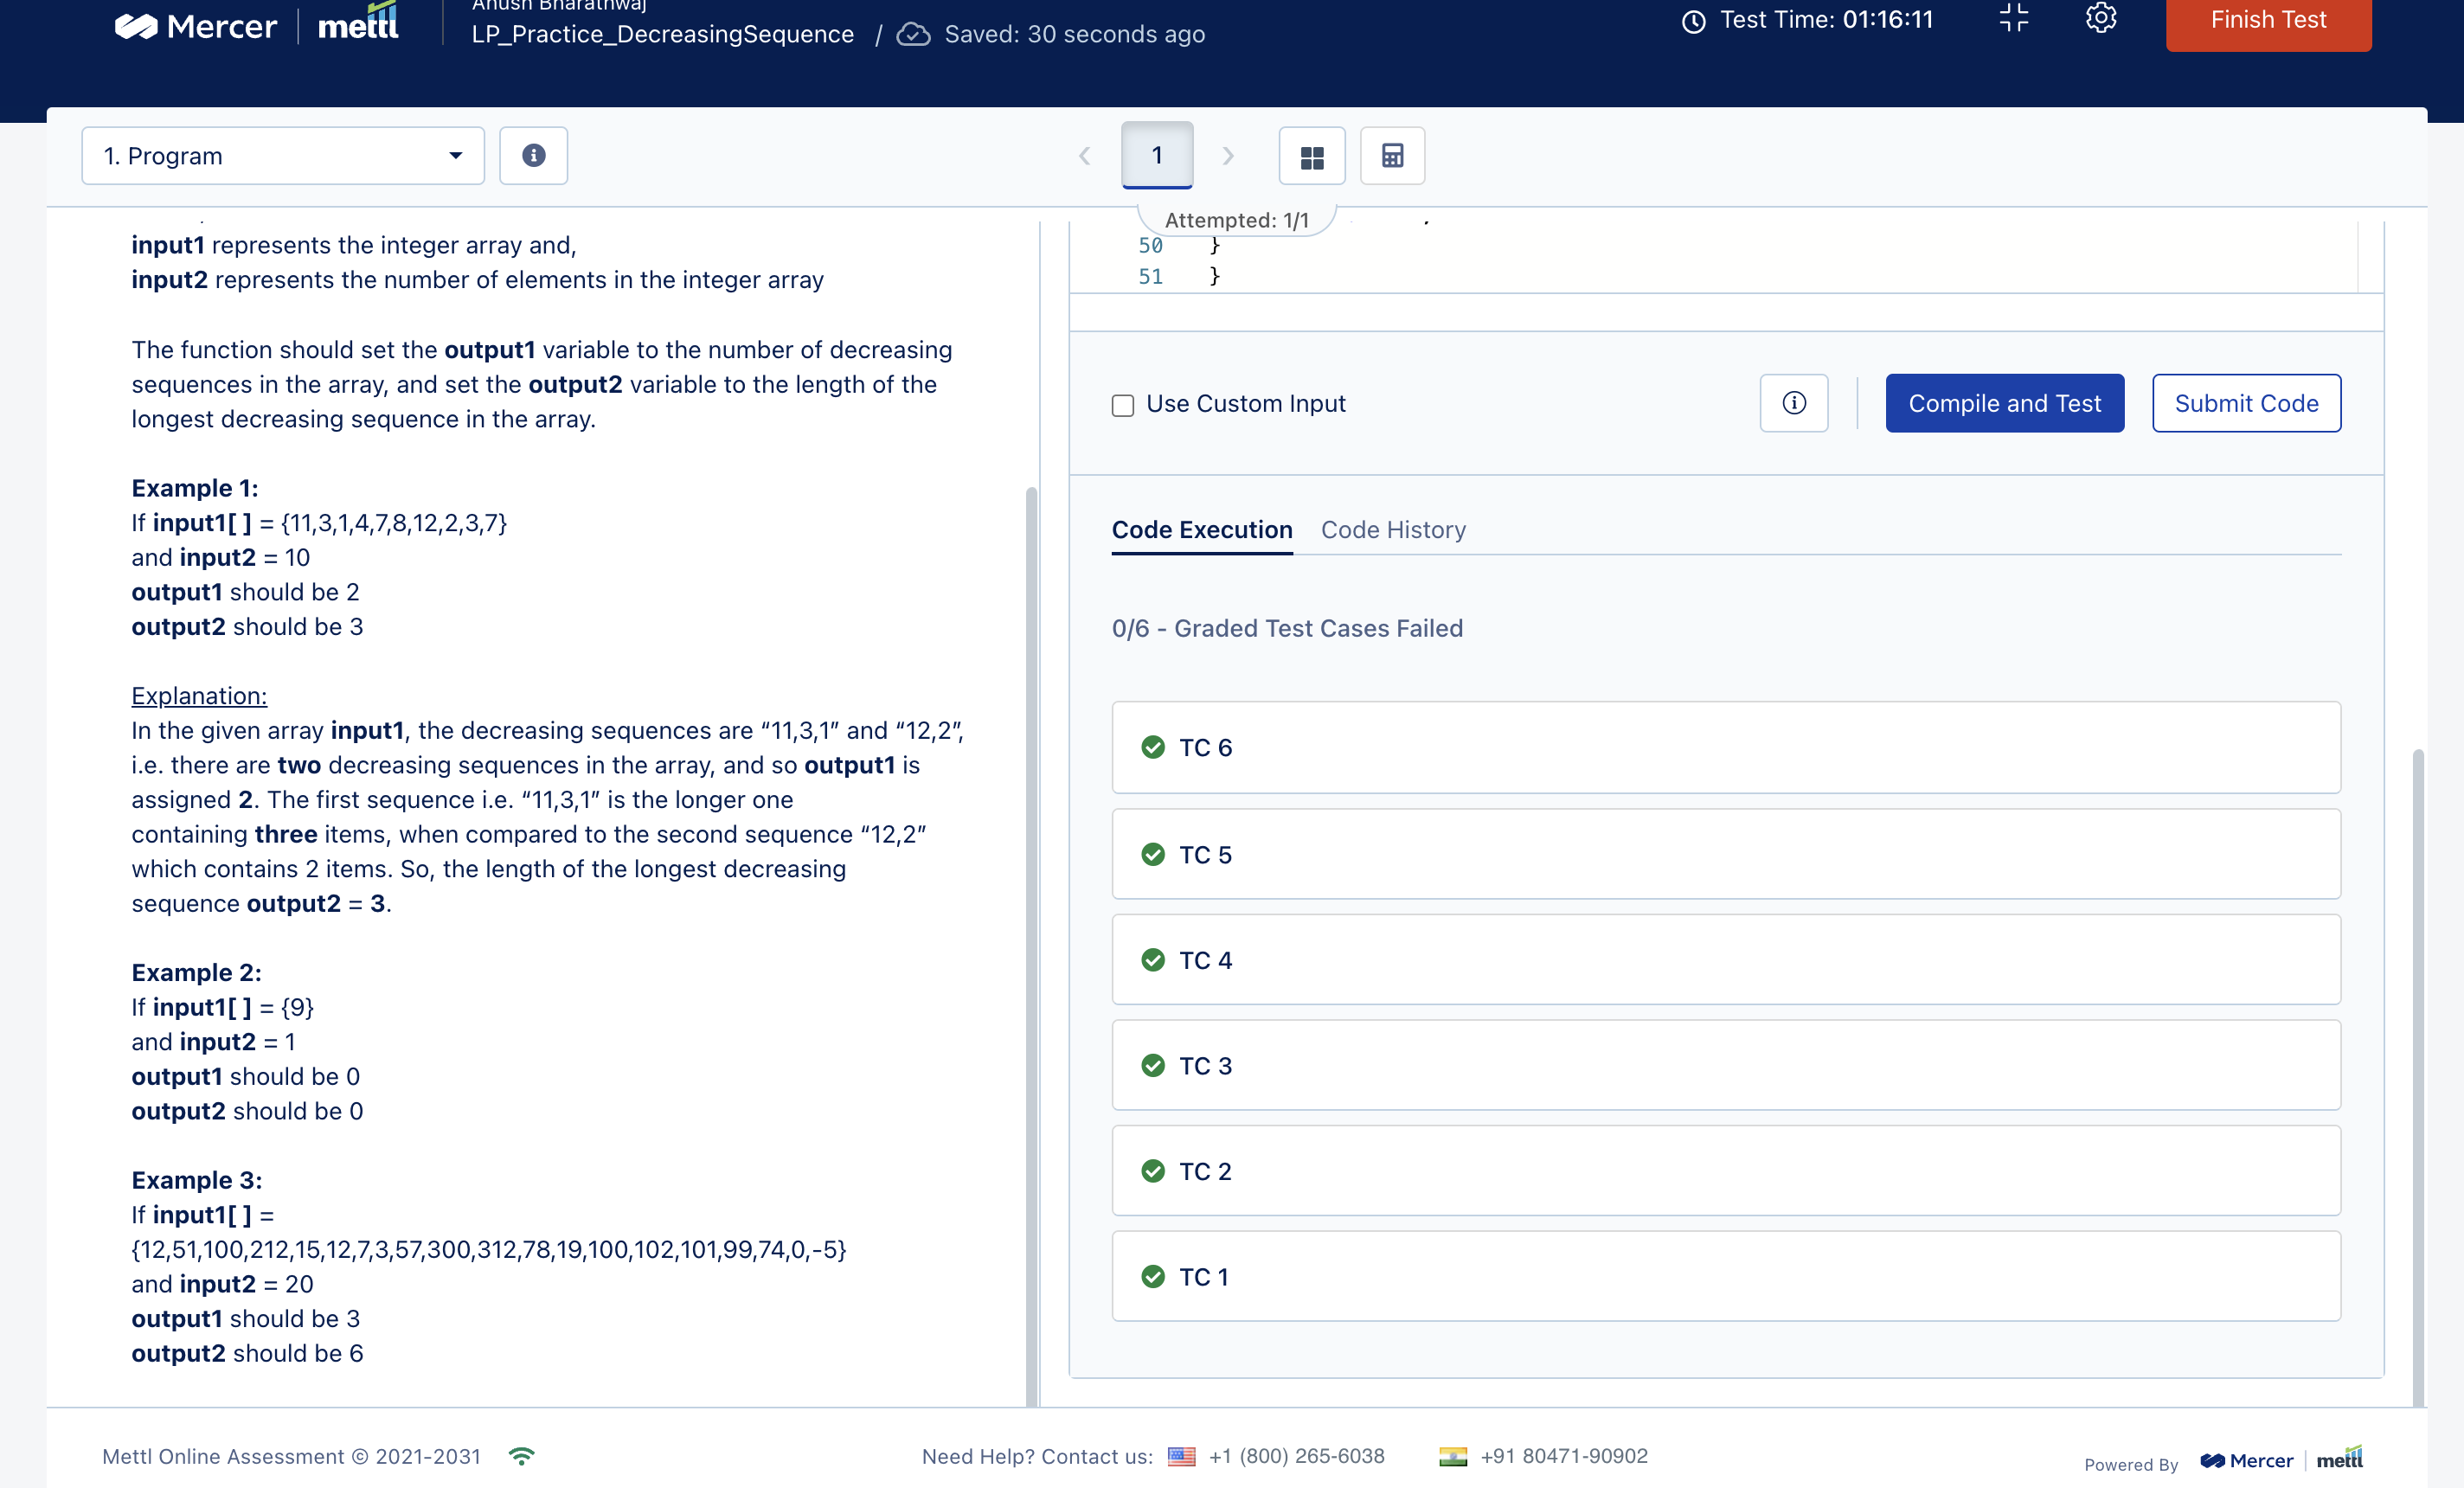 Mercer mettl
Anush Bharathwaj
LP_Practice_DecreasingSequence / Saved: 30 seconds ago
Test Time: 01:16:11
Finish Test
1. Program
1
Attempted: 1/1
input1 represents the integer array and,
input2 represents the number of elements in the integer array
The function should set the output1 variable to the number of decreasing
sequences in the array, and set the output2 variable to the length of the
longest decreasing sequence in the array.
Example 1:
If input1[ ] = {11,3,1,4,7,8,12,2,3,7}
and input2 = 10
output1 should be 2
output2 should be 3
Explanation:
In the given array input1, the decreasing sequences are “11,3,1” and “12,2”,
i.e. there are two decreasing sequences in the array, and so output1 is
assigned 2. The first sequence i.e. “11,3,1” is the longer one
containing three items, when compared to the second sequence “12,2”
which contains 2 items. So, the length of the longest decreasing
sequence output2 = 3.
Example 2:
If input1[ ] = {9}
and input2 = 1
output1 should be 0
output2 should be 0
Example 3:
If input1[ ] =
{12,51,100,212,15,12,7,3,57,300,312,78,19,100,102,101,99,74,0,-5}
and input2 = 20
output1 should be 3
output2 should be 6
50 }
51 }
Use Custom Input
Compile and Test
Submit Code
Code Execution Code History
0/6 - Graded Test Cases Failed
TC 6
TC 5
TC 4
TC 3
TC 2
TC 1
Mettl Online Assessment © 2021-2031
Need Help? Contact us: +1 (800) 265-6038 +91 80471-90902
Powered By Mercer mettl